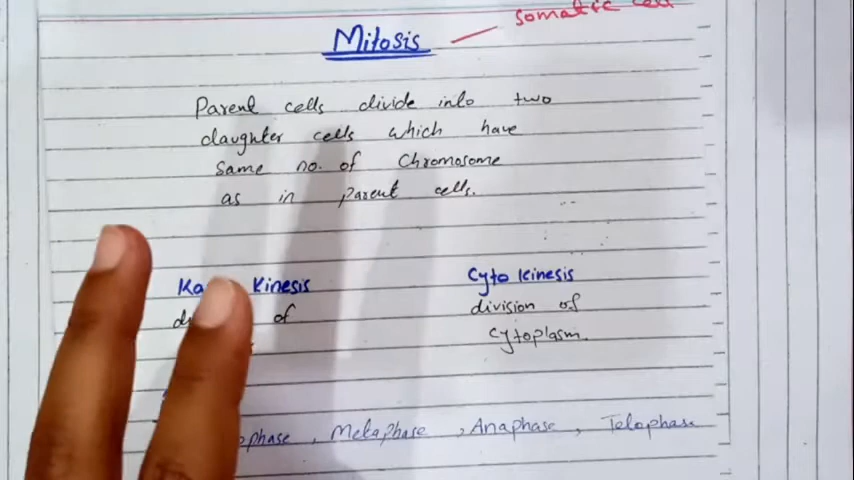 somatic cell
Mitosis
Parent cells divide into two
daughter cells which have
same no. of Chromosome
as in parent cells.
Kinesis Cyto kinesis
of division of
cytoplasm.
Metaphase , Anaphase , Telophase